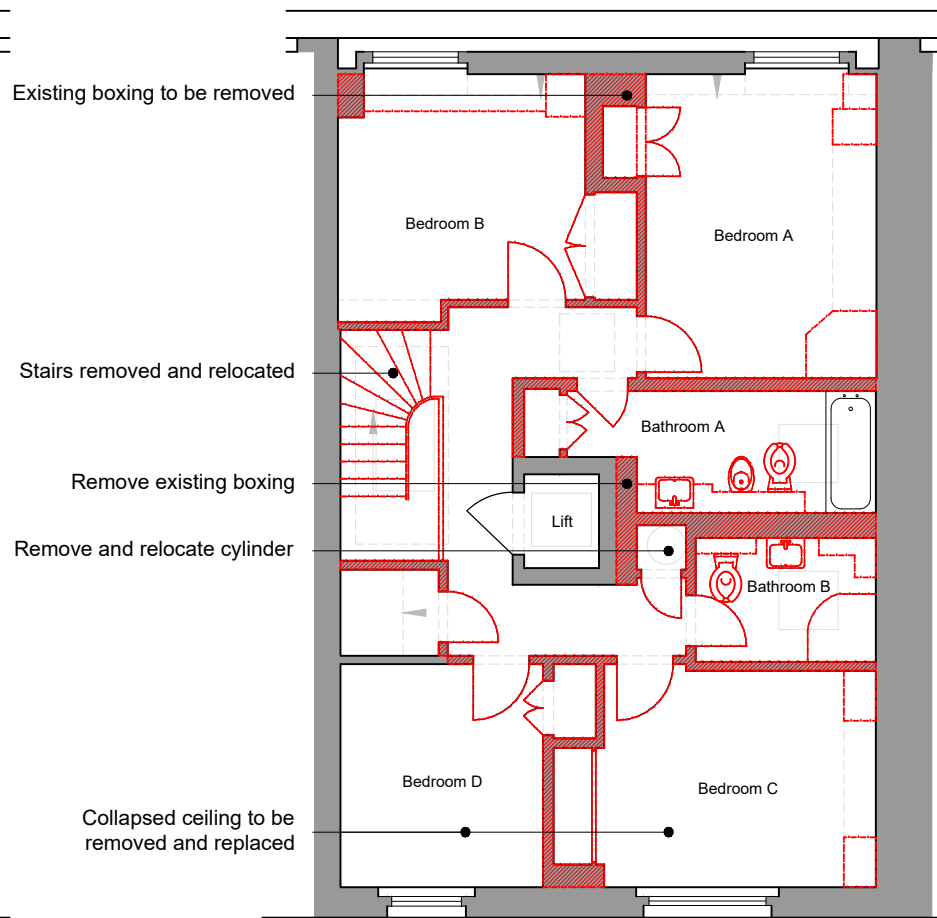 Existing boxing to be removed
Bedroom B
Bedroom A
Stairs removed and relocated
Bathroom A
Remove existing boxing
Lift
Remove and relocate cylinder
Bathroom B
Bedroom D
Bedroom C
Collapsed ceiling to be
removed and replaced